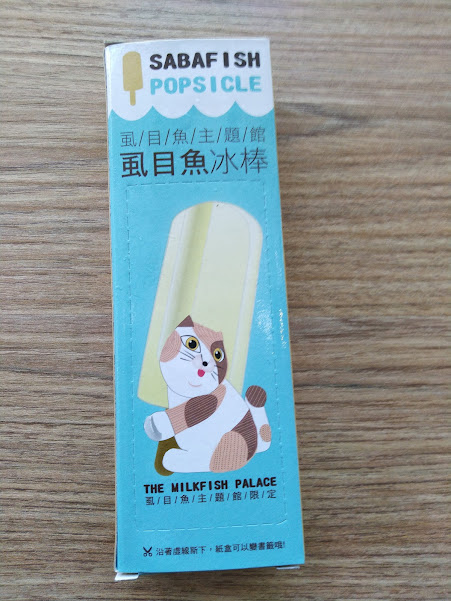 SABAFISH
POPSICLE
虱/目/魚/主/題/館
虱目魚冰棒
THE MILKFISH PALACE
虱/目/魚/主/題/館/限/定
沿著虛線撕下,紙盒可以變書籤哦!